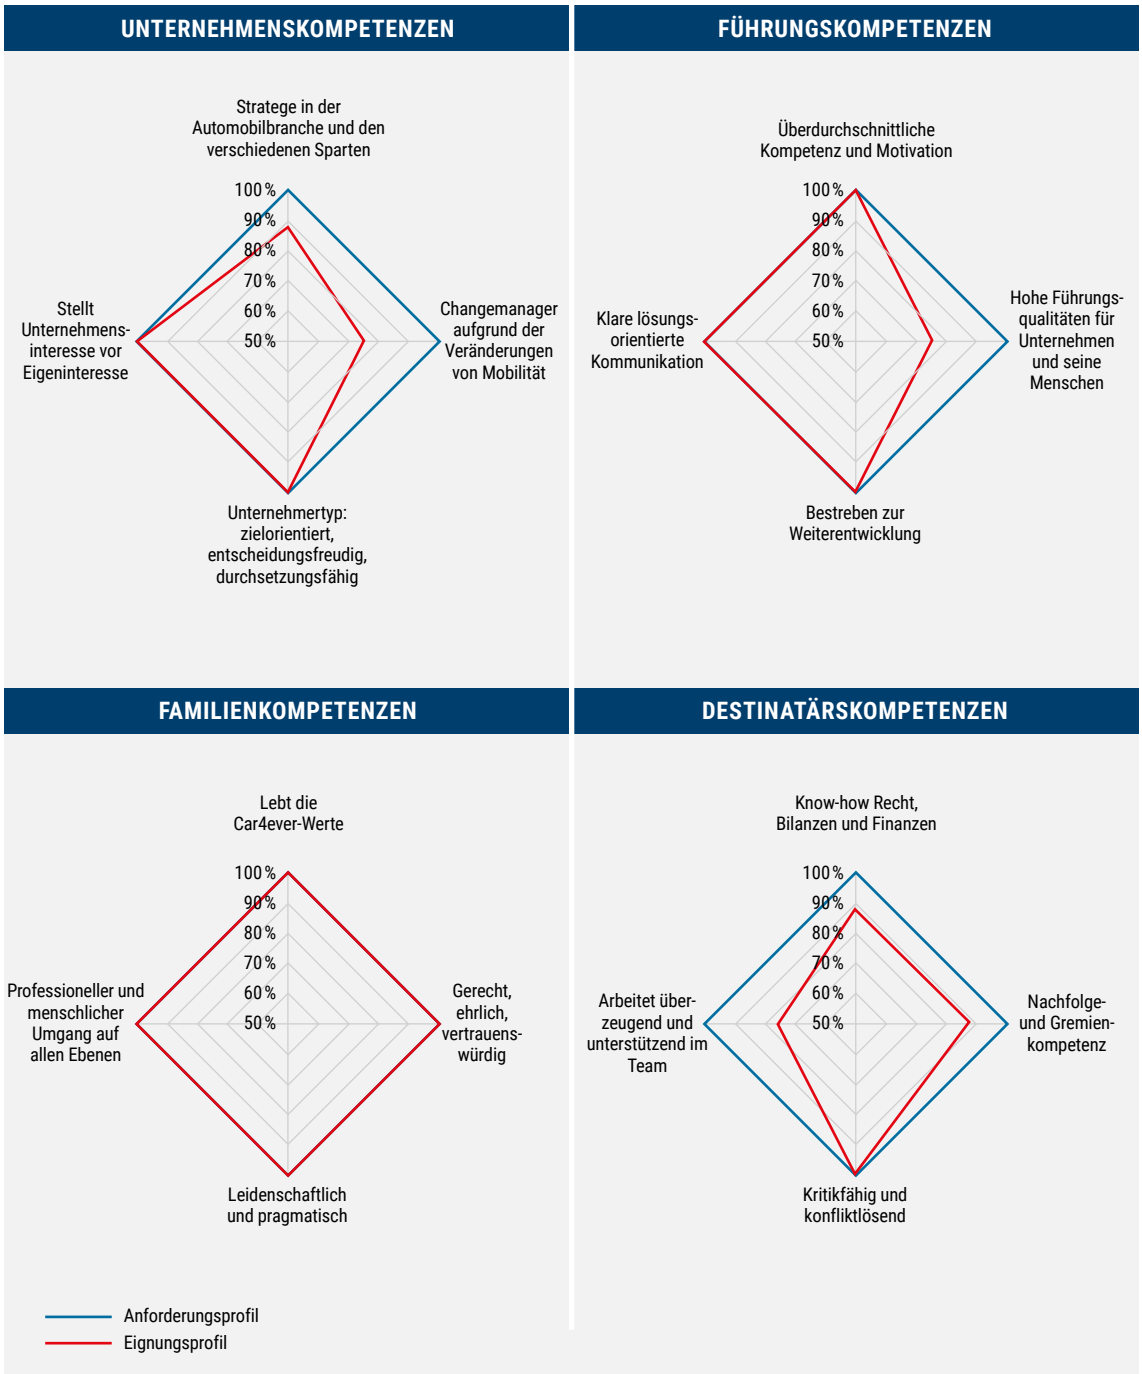 UNTERNEHMENSKOMPETENZEN
Stratege in der
Automobilbranche und den
verschiedenen Sparten
100 %
90 %
80 %
70 %
60 %
50 %
Stellt
Unternehmens-
interesse vor
Eigeninteresse
Changemanager
aufgrund der
Veränderungen
von Mobilität
Unternehmertyp:
zielorientiert,
entscheidungsfreudig,
durchsetzungsfähig
FÜHRUNGSKOMPETENZEN
Überdurchschnittliche
Kompetenz und Motivation
100 %
90 %
80 %
70 %
60 %
50 %
Klare lösungs-
orientierte
Kommunikation
Hohe Führungs-
qualitäten für
Unternehmen
und seine
Menschen
Bestreben zur
Weiterentwicklung
FAMILIENKOMPETENZEN
Lebt die
Car4ever-Werte
100 %
90 %
80 %
70 %
60 %
50 %
Professioneller und
menschlicher
Umgang auf
allen Ebenen
Gerecht,
ehrlich,
vertrauens-
würdig
Leidenschaftlich
und pragmatisch
DESTINATÄRSKOMPETENZEN
Know-how Recht,
Bilanzen und Finanzen
100 %
90 %
80 %
70 %
60 %
50 %
Arbeitet über-
zeugend und
unterstützend im
Team
Nachfolge-
und Gremien-
kompetenz
Kritikfähig und
konfliktlösend
Anforderungsprofil
Eignungsprofil